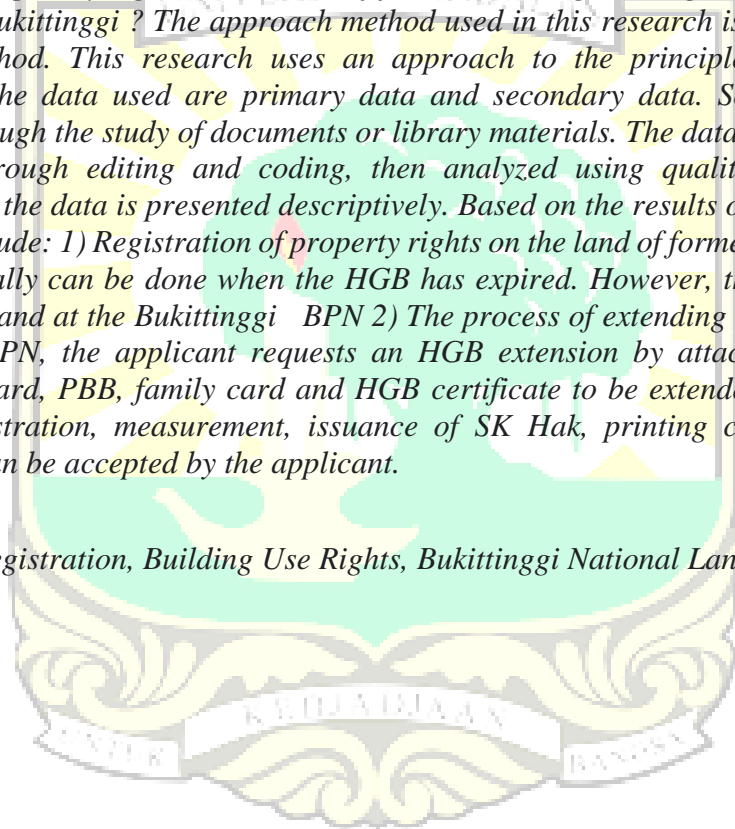 ukittinggi ? The approach method used in this research is
hod. This research uses an approach to the principle
he data used are primary data and secondary data. S
ugh the study of documents or library materials. The data
rough editing and coding, then analyzed using qualit
the data is presented descriptively. Based on the results o
ude: 1) Registration of property rights on the land of forme
ally can be done when the HGB has expired. However, th
and at the Bukittinggi BPN 2) The process of extending
PN, the applicant requests an HGB extension by attac
ard, PBB, family card and HGB certificate to be extende
stration, measurement, issuance of SK Hak, printing c
n be accepted by the applicant.
egistration, Building Use Rights, Bukittinggi National Lan
KEDJAJAAN
UNTUK
BANGSA